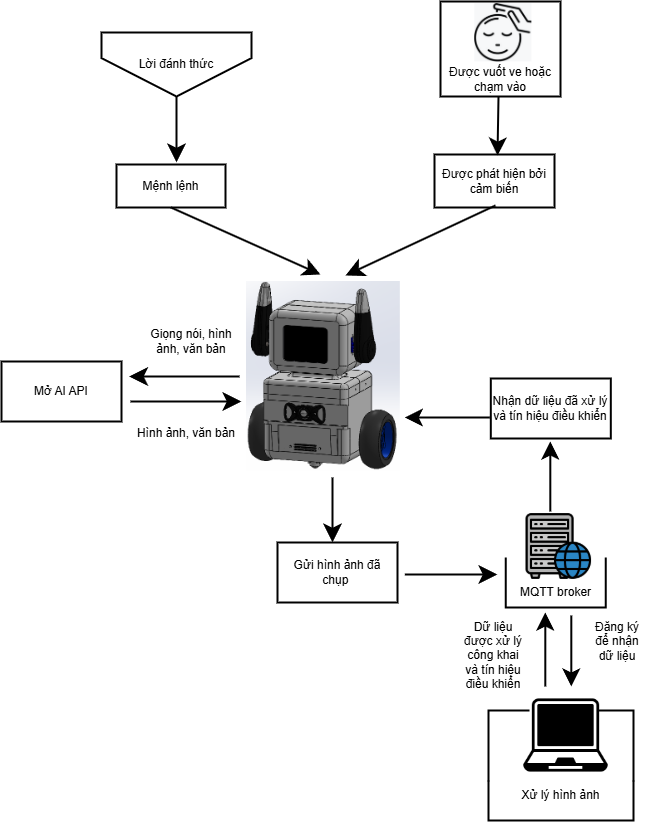 Lời đánh thức
Được vuốt ve hoặc
chạm vào
Mệnh lệnh
Được phát hiện bởi
cảm biến
Giọng nói, hình
ảnh, văn bản
Mở AI API
Hình ảnh, văn bản
Nhận dữ liệu đã xử lý
và tín hiệu điều khiển
Gửi hình ảnh đã
chụp
MQTT broker
Dữ liệu
được xử lý
công khai
và tín hiệu
điều khiển
Đăng ký
để nhận
dữ liệu
Xử lý hình ảnh